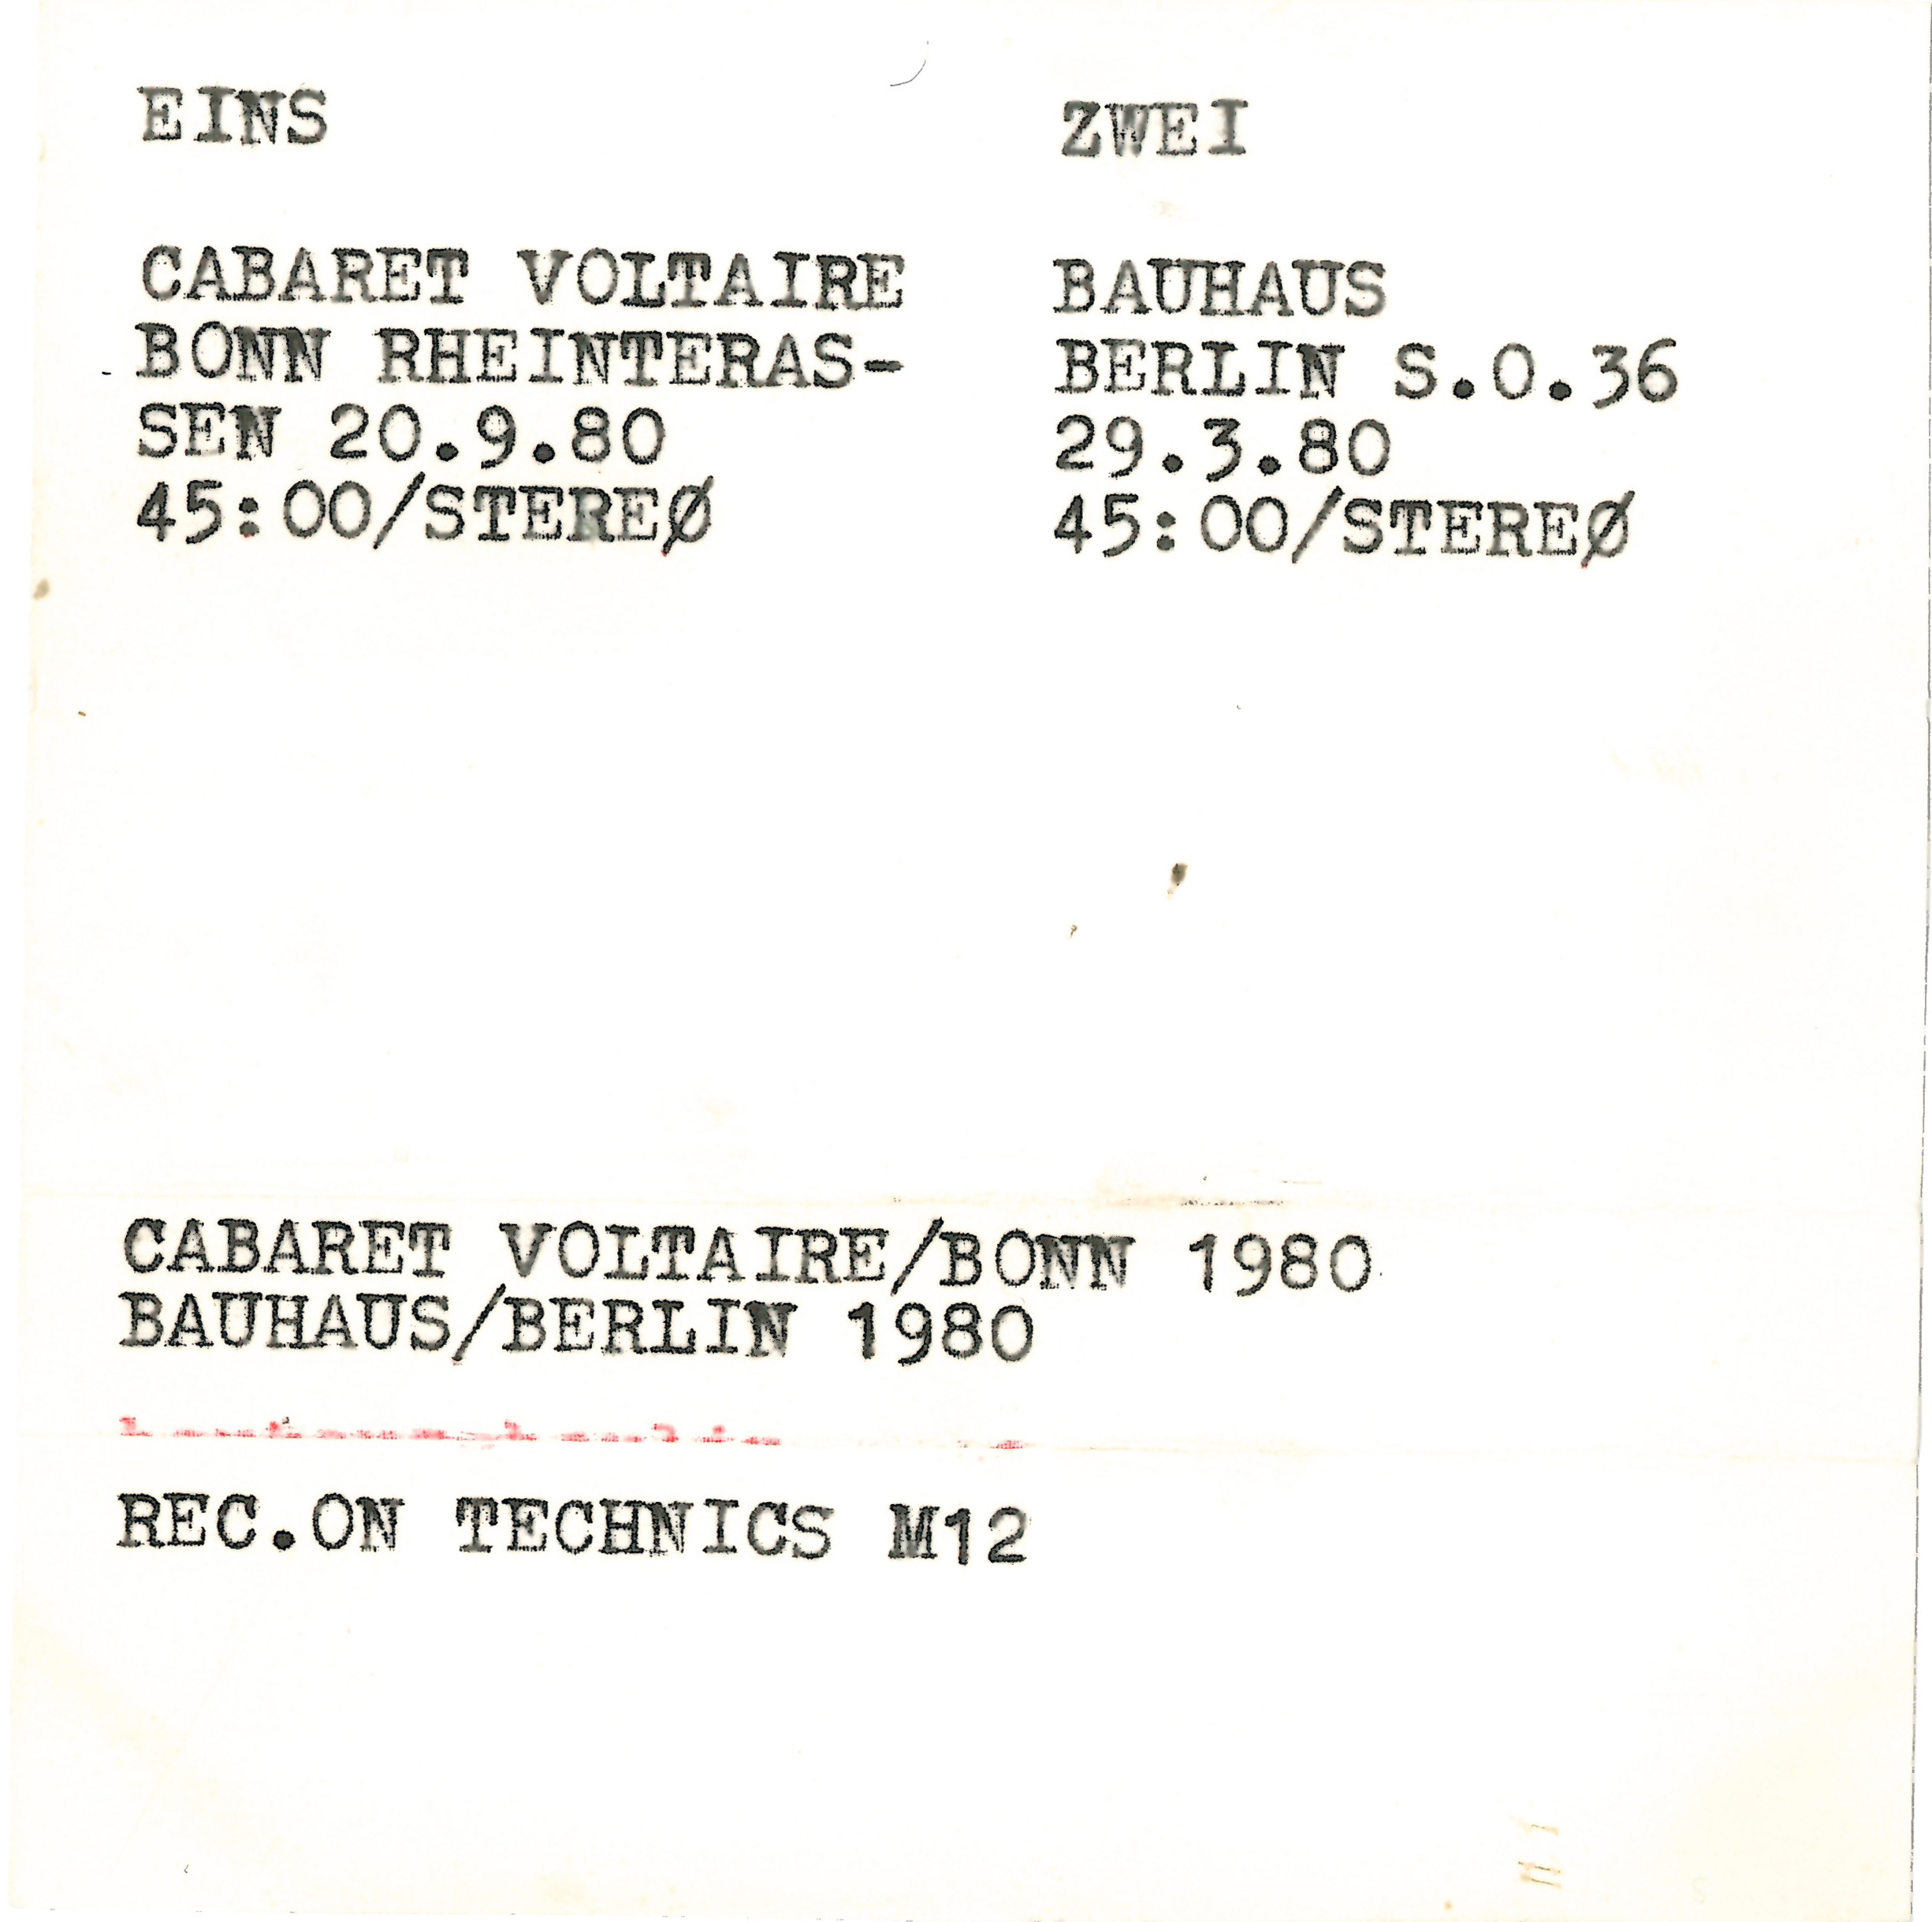 EINS
CABARET VOLTAIRE
BONN RHEINTERAS-
SEN 20.9.80
45:00/STEREØ
ZWEI
BAUHAUS
BERLIN S.O.36
29.3.80
45:00/STEREØ
CABARET VOLTAIRE/BONN 1980
BAUHAUS/BERLIN 1980
REC.ON TECHNICS M12